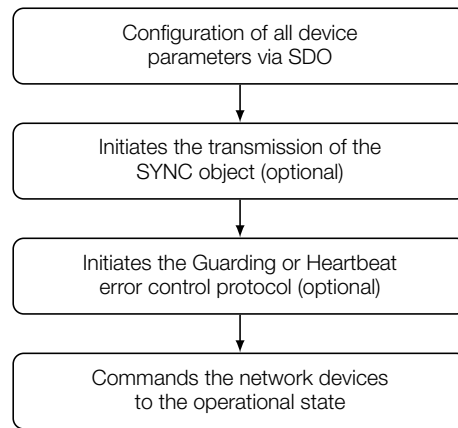 Configuration of all device
parameters via SDO
Initiates the transmission of the
SYNC object (optional)
Initiates the Guarding or Heartbeat
error control protocol (optional)
Commands the network devices
to the operational state